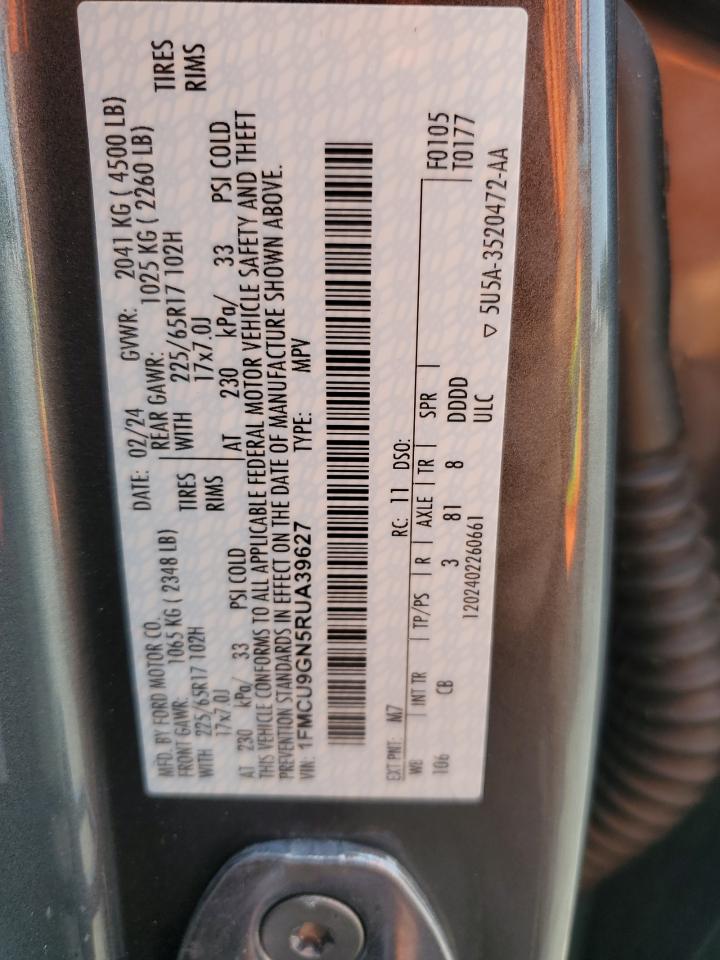 MFD. BY FORD MOTOR CO.
DATE: 02/24 GVWR: 2041 KG ( 4500 LB)
FRONT GAWR: 1065 KG ( 2348 LB) REAR GAWR: 1025 KG ( 2260 LB)
WITH 225/65R17 102H TIRES WITH 225/65R17 102H TIRES
17x7.0J RIMS 17x7.0J RIMS
AT 230 kPa/ 33 PSI COLD AT 230 kPa/ 33 PSI COLD
THIS VEHICLE CONFORMS TO ALL APPLICABLE FEDERAL MOTOR VEHICLE SAFETY AND THEFT
PREVENTION STANDARDS IN EFFECT ON THE DATE OF MANUFACTURE SHOWN ABOVE.
VIN: 1FMCU9GN5RUA39627 TYPE: MPV
EXT PNT: M7 RC: 11 DSO:
F0105
WB INT TR TP/PS R AXLE TR SPR T0177
106 CB 3 81 8 DDDD
1202402260661 ULC
▽ 5U5A-3520472-AA